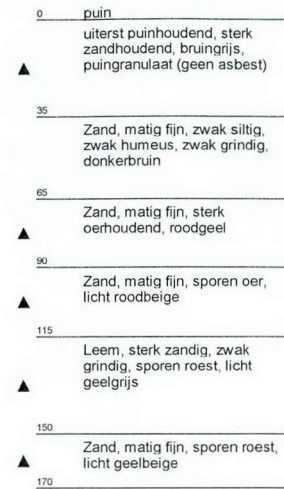 0 puin
uiterst puinhoudend, sterk
zandhoudend, bruingrijs,
puingranulaat (geen asbest)
35
Zand, matig fijn, zwak siltig,
zwak humeus, zwak grindig,
donkerbruin
65
Zand, matig fijn, sterk
oerhoudend, roodgeel
90
Zand, matig fijn, sporen oer,
licht roodbeige
115
Leem, sterk zandig, zwak
grindig, sporen roest, licht
geelgrijs
150
Zand, matig fijn, sporen roest,
licht geelbeige
170